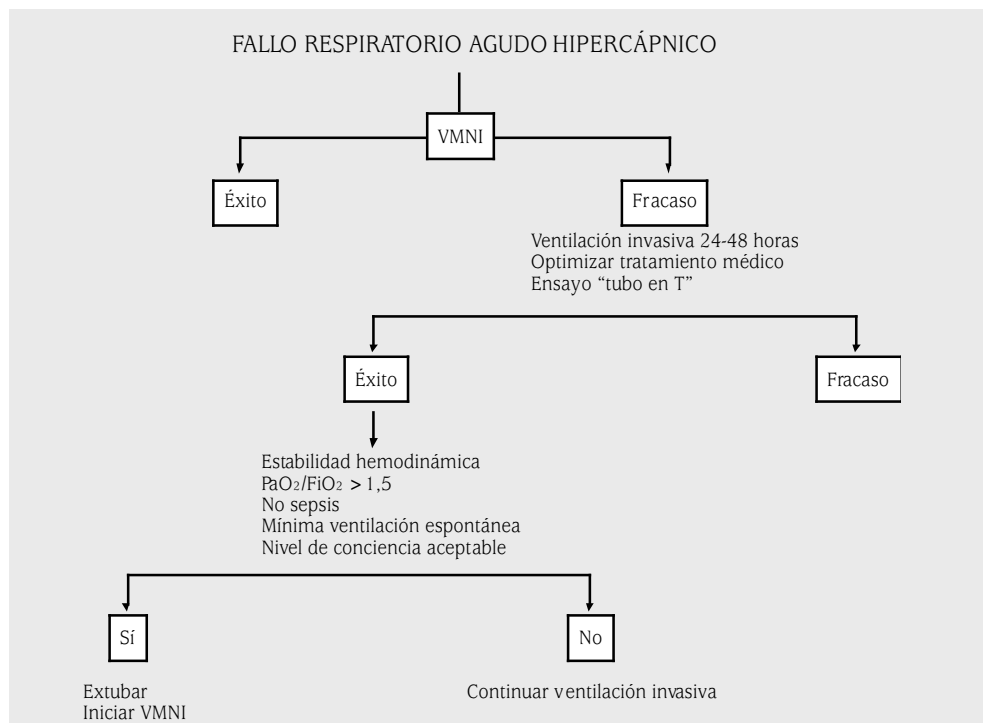 FALLO RESPIRATORIO AGUDO HIPERCÁPNICO
VMNI
Éxito
Fracaso
Ventilación invasiva 24-48 horas
Optimizar tratamiento médico
Ensayo “tubo en T”
Éxito
Fracaso
Estabilidad hemodinámica
PaO₂/FiO₂ > 1,5
No sepsis
Mínima ventilación espontánea
Nivel de conciencia aceptable
Sí
No
Extubar
Iniciar VMNI
Continuar ventilación invasiva